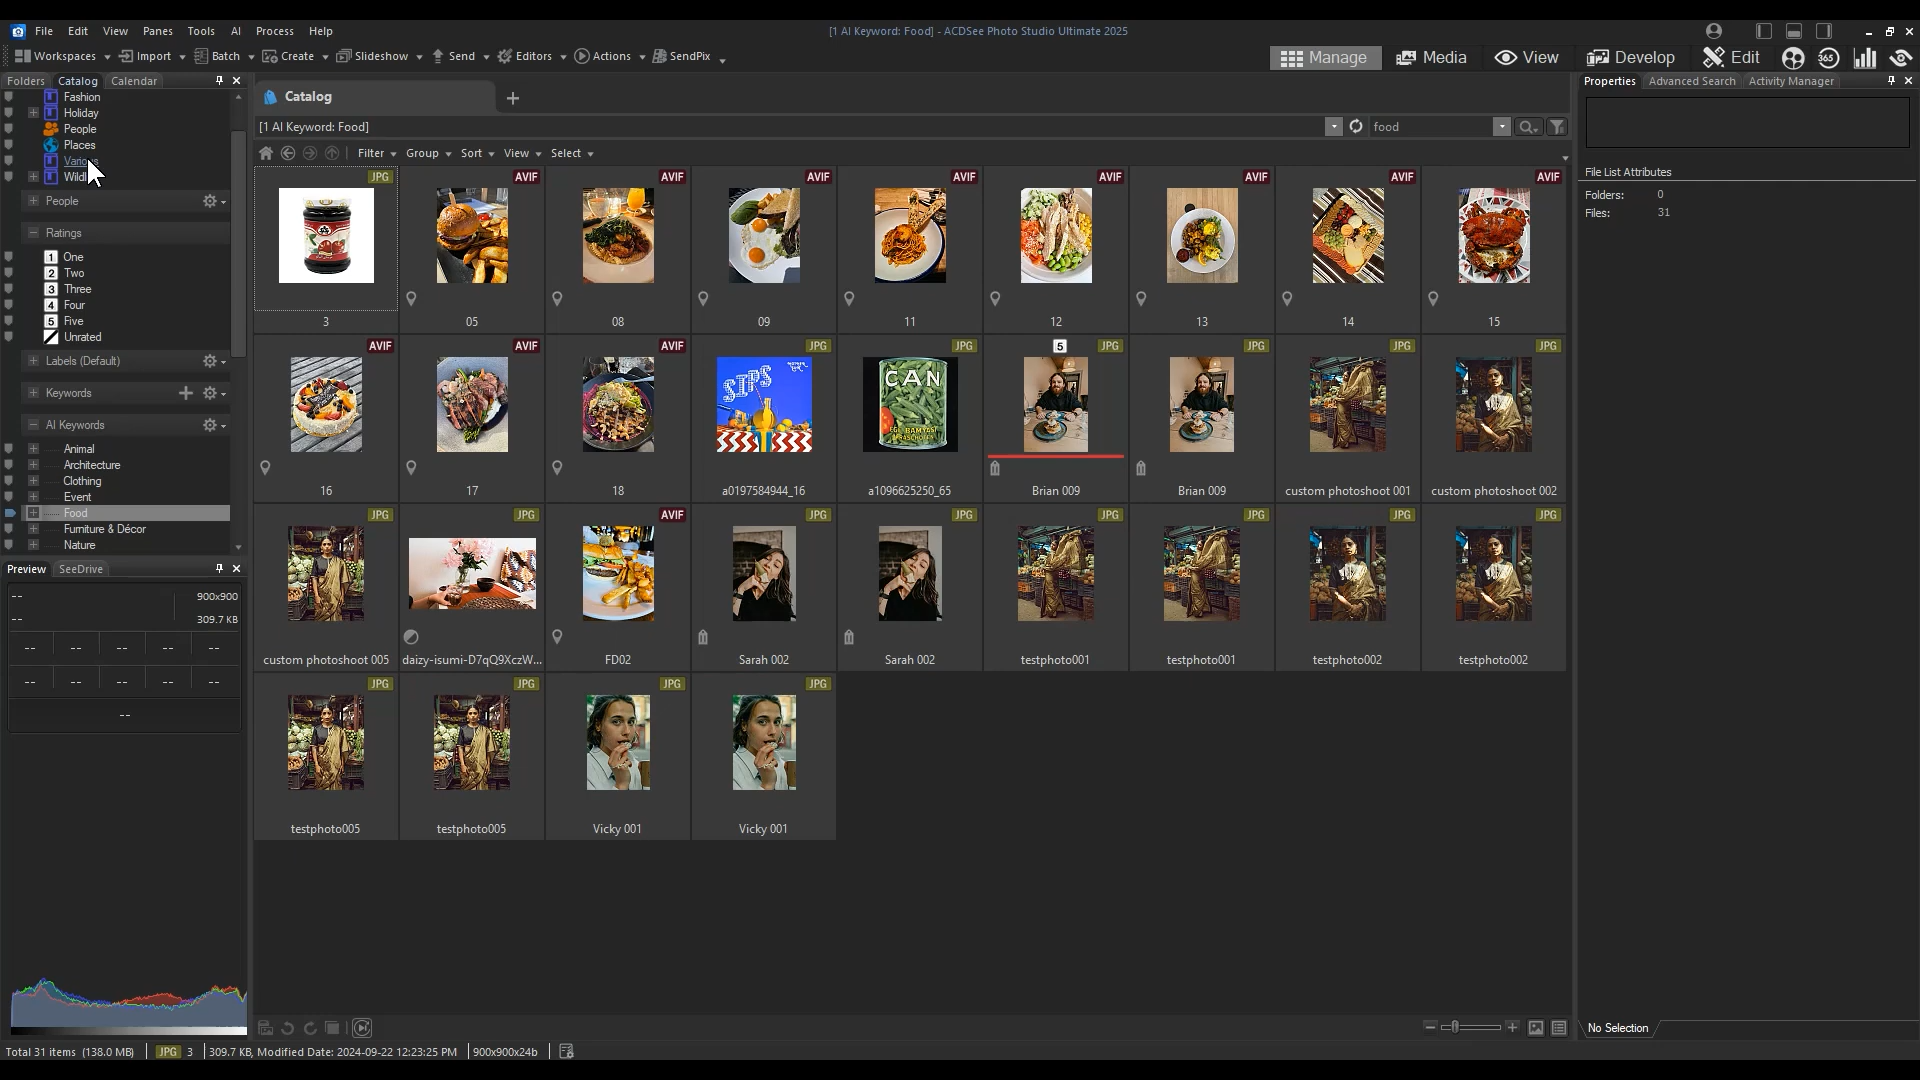 File Edit View Panes Tools AI Process Help
[1 AI Keyword: Food] - ACDSee Photo Studio Ultimate 2025
Workspaces Import Batch Create Slideshow Send Editors Actions SendPix
Manage Media View Develop Edit 365
Folders Catalog Calendar
Catalog
Properties Advanced Search Activity Manager
Fashion
Holiday
People
Places
Various
Wildl
[1 AI Keyword: Food]
food
Filter Group Sort View Select
People
Ratings
1 One
2 Two
3 Three
4 Four
5 Five
Unrated
Labels (Default)
Keywords
AI Keywords
Animal
Architecture
Clothing
Event
Food
Furniture & Décor
Nature
Preview SeeDrive
-- 900x900
-- 309.7 KB
-- -- -- -- --
-- -- -- -- --
--
JPG AVIF AVIF AVIF AVIF AVIF AVIF AVIF AVIF
3 05 08 09 11 12 13 14 15
AVIF AVIF AVIF JPG JPG 5 JPG JPG JPG JPG
SIPS
CAN
EGE BAMYASI
16 17 18 a0197584944_16 a1096625250_65 Brian 009 Brian 009 custom photoshoot 001 custom photoshoot 002
JPG JPG AVIF JPG JPG JPG JPG JPG JPG
custom photoshoot 005 daizy-isumi-D7qQ9XczW... FD02 Sarah 002 Sarah 002 testphoto001 testphoto001 testphoto002 testphoto002
JPG JPG JPG JPG
testphoto005 testphoto005 Vicky 001 Vicky 001
File List Attributes
Folders: 0
Files: 31
No Selection
Total 31 items (138.0 MB) JPG 3 309.7 KB, Modified Date: 2024-09-22 12:23:25 PM 900x900x24b